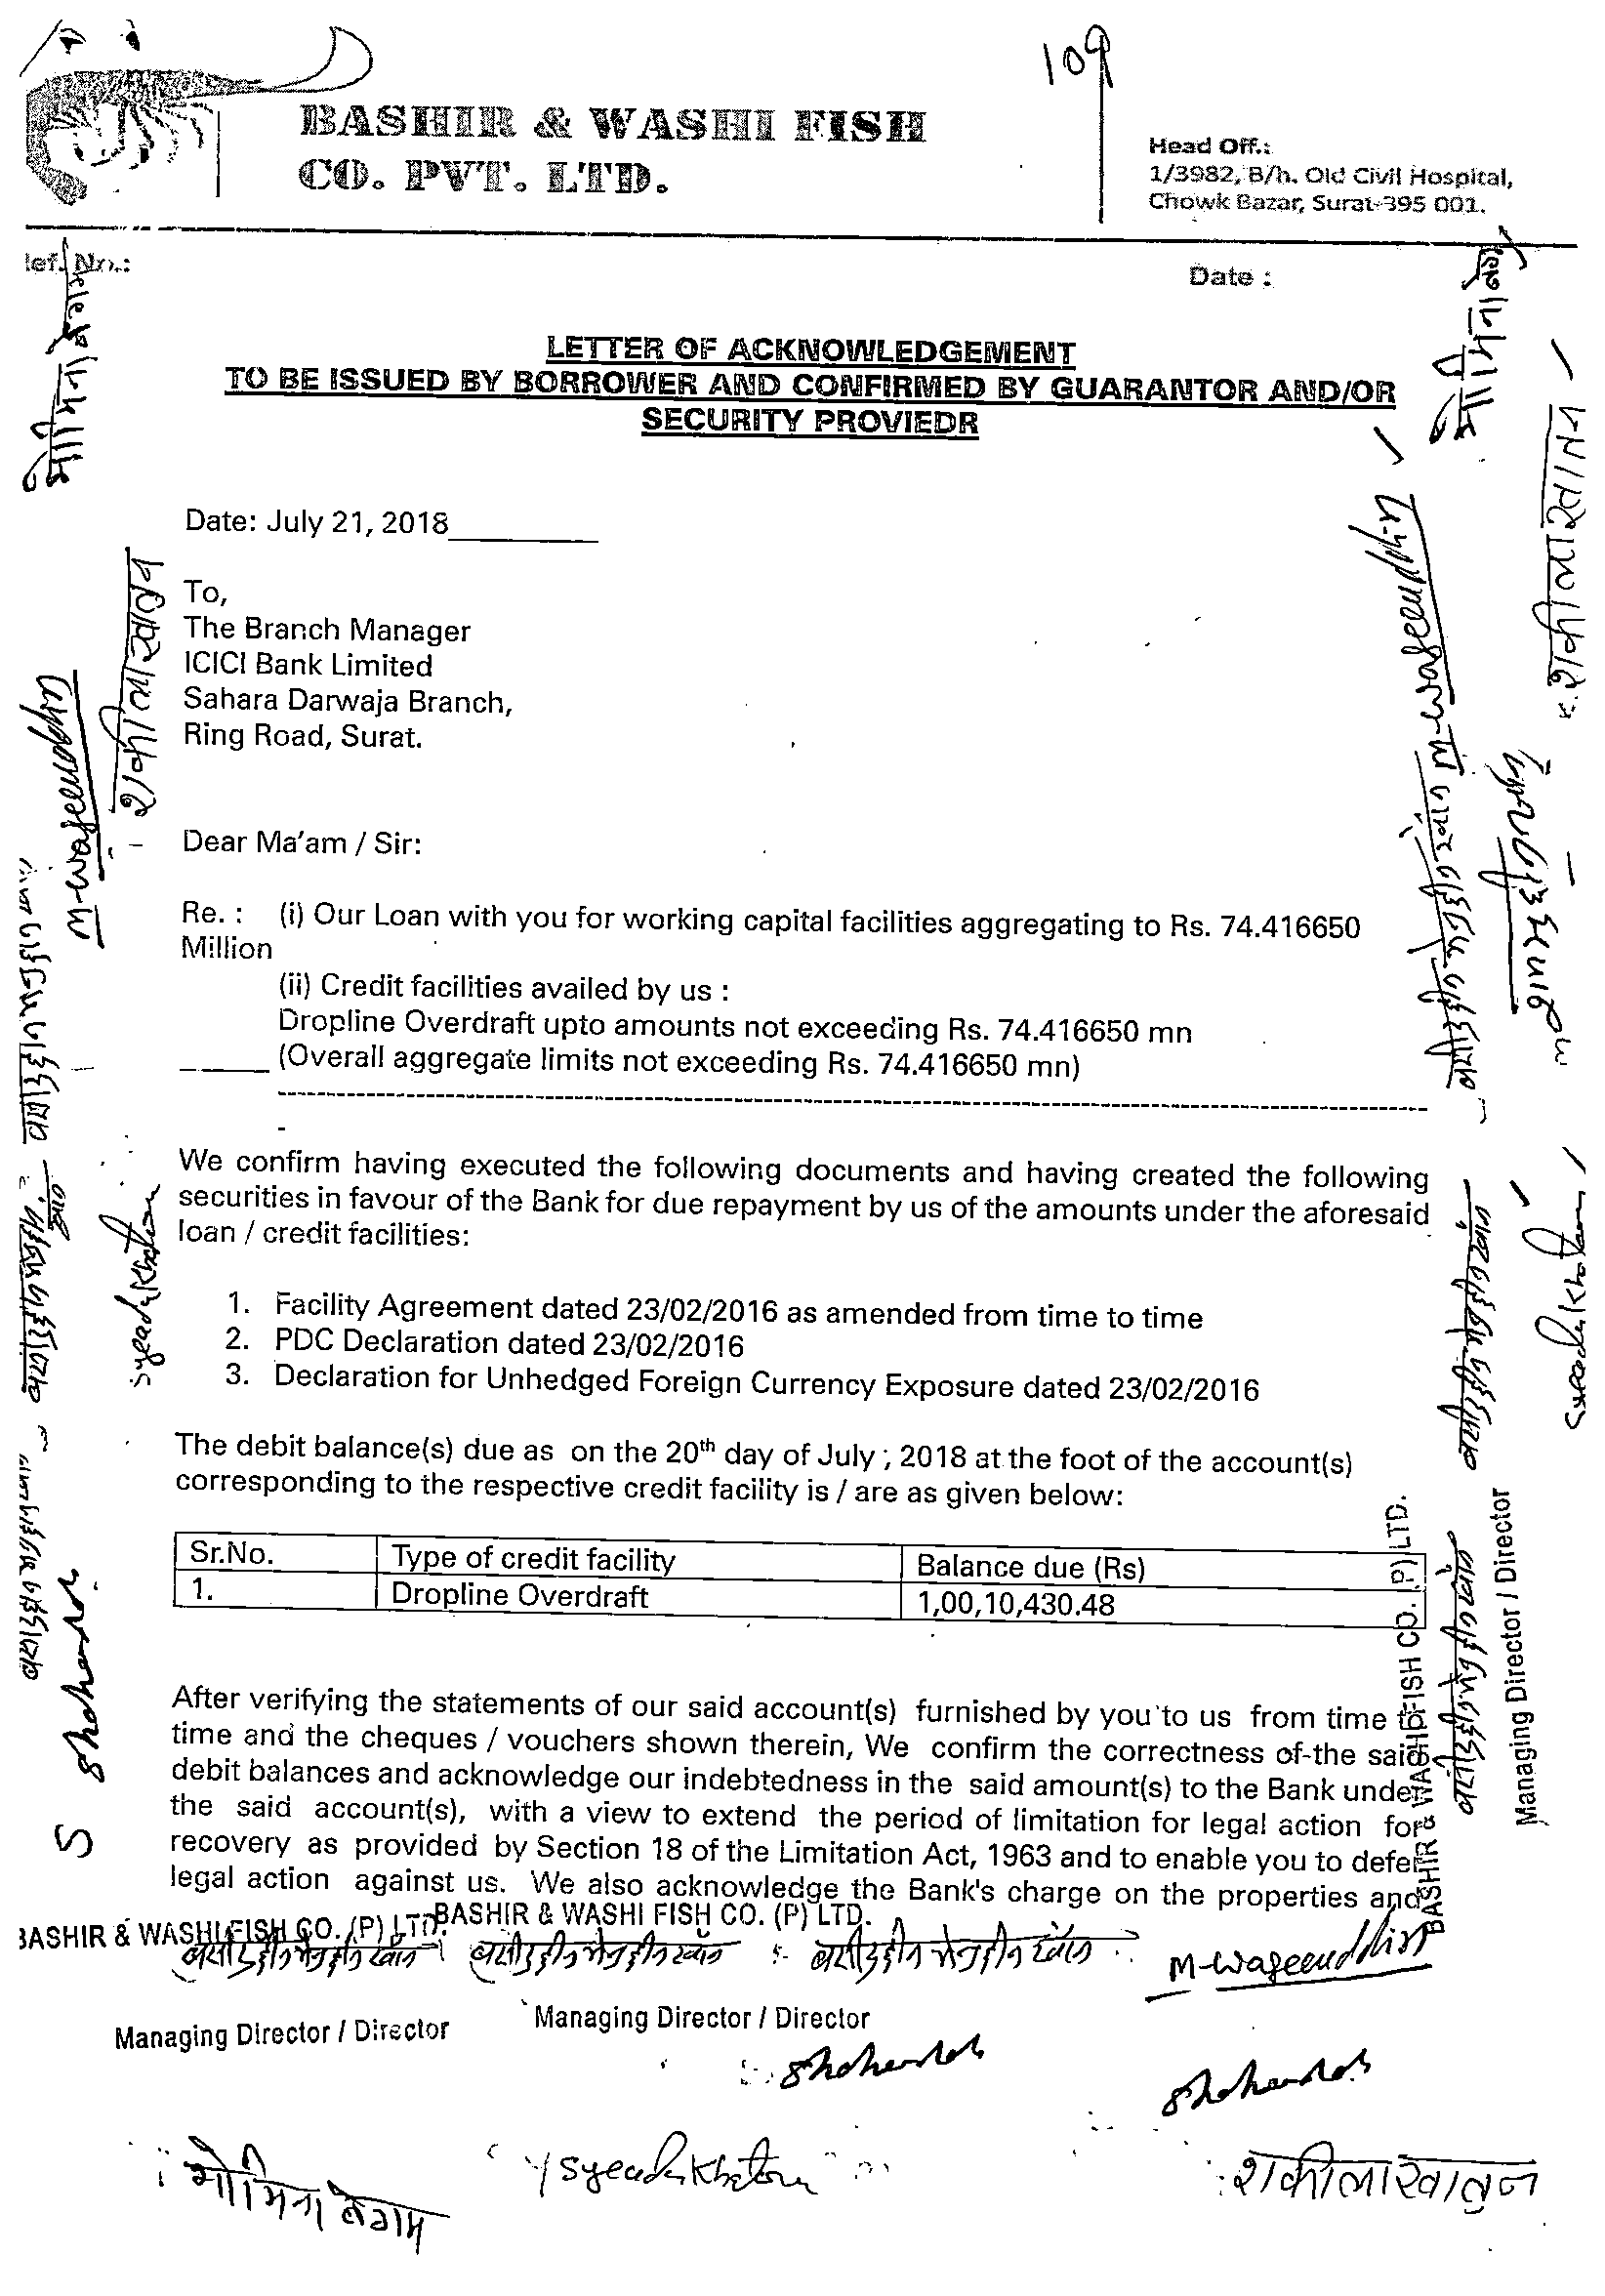 109
BASHIR & WASHI FISH
CO. PVT. LTD.
Head Off.:
1/3982, B/h. Old Civil Hospital,
Chowk Bazar, Surat-395 001.
ef. No.:
Date :
LETTER OF ACKNOWLEDGEMENT
TO BE ISSUED BY BORROWER AND CONFIRMED BY GUARANTOR AND/OR
SECURITY PROVIEDR
Date: July 21, 2018
To,
The Branch Manager
ICICI Bank Limited
Sahara Darwaja Branch,
Ring Road, Surat.
Dear Ma'am / Sir:
Re. : (i) Our Loan with you for working capital facilities aggregating to Rs. 74.416650
Million
(ii) Credit facilities availed by us :
Dropline Overdraft upto amounts not exceeding Rs. 74.416650 mn
(Overall aggregate limits not exceeding Rs. 74.416650 mn)
We confirm having executed the following documents and having created the following
securities in favour of the Bank for due repayment by us of the amounts under the aforesaid
loan / credit facilities:
1. Facility Agreement dated 23/02/2016 as amended from time to time
2. PDC Declaration dated 23/02/2016
3. Declaration for Unhedged Foreign Currency Exposure dated 23/02/2016
The debit balance(s) due as on the 20th day of July ; 2018 at the foot of the account(s)
corresponding to the respective credit facility is / are as given below:
Sr.No. Type of credit facility Balance due (Rs)
1. Dropline Overdraft 1,00,10,430.48
After verifying the statements of our said account(s) furnished by you to us from time to
time and the cheques / vouchers shown therein, We confirm the correctness of the said
debit balances and acknowledge our indebtedness in the said amount(s) to the Bank under
the said account(s), with a view to extend the period of limitation for legal action for
recovery as provided by Section 18 of the Limitation Act, 1963 and to enable you to defer
legal action against us. We also acknowledge the Bank's charge on the properties and
BASHIR & WASHI FISH CO. (P) LTD.
BASHIR & WASHI FISH CO. (P) LTD.
M-Waseeuddin
Managing Director / Director
Managing Director / Director
मोमिना बेगम
syeada khatoon
शकीला खातुन
शकीला खातुन
M-Waseeuddin
syeada khatoon
M-Waseeuddin
शकीला खातुन
syeada khatoon
BASHIR & WASHI FISH CO. (P) LTD.
Managing Director / Director